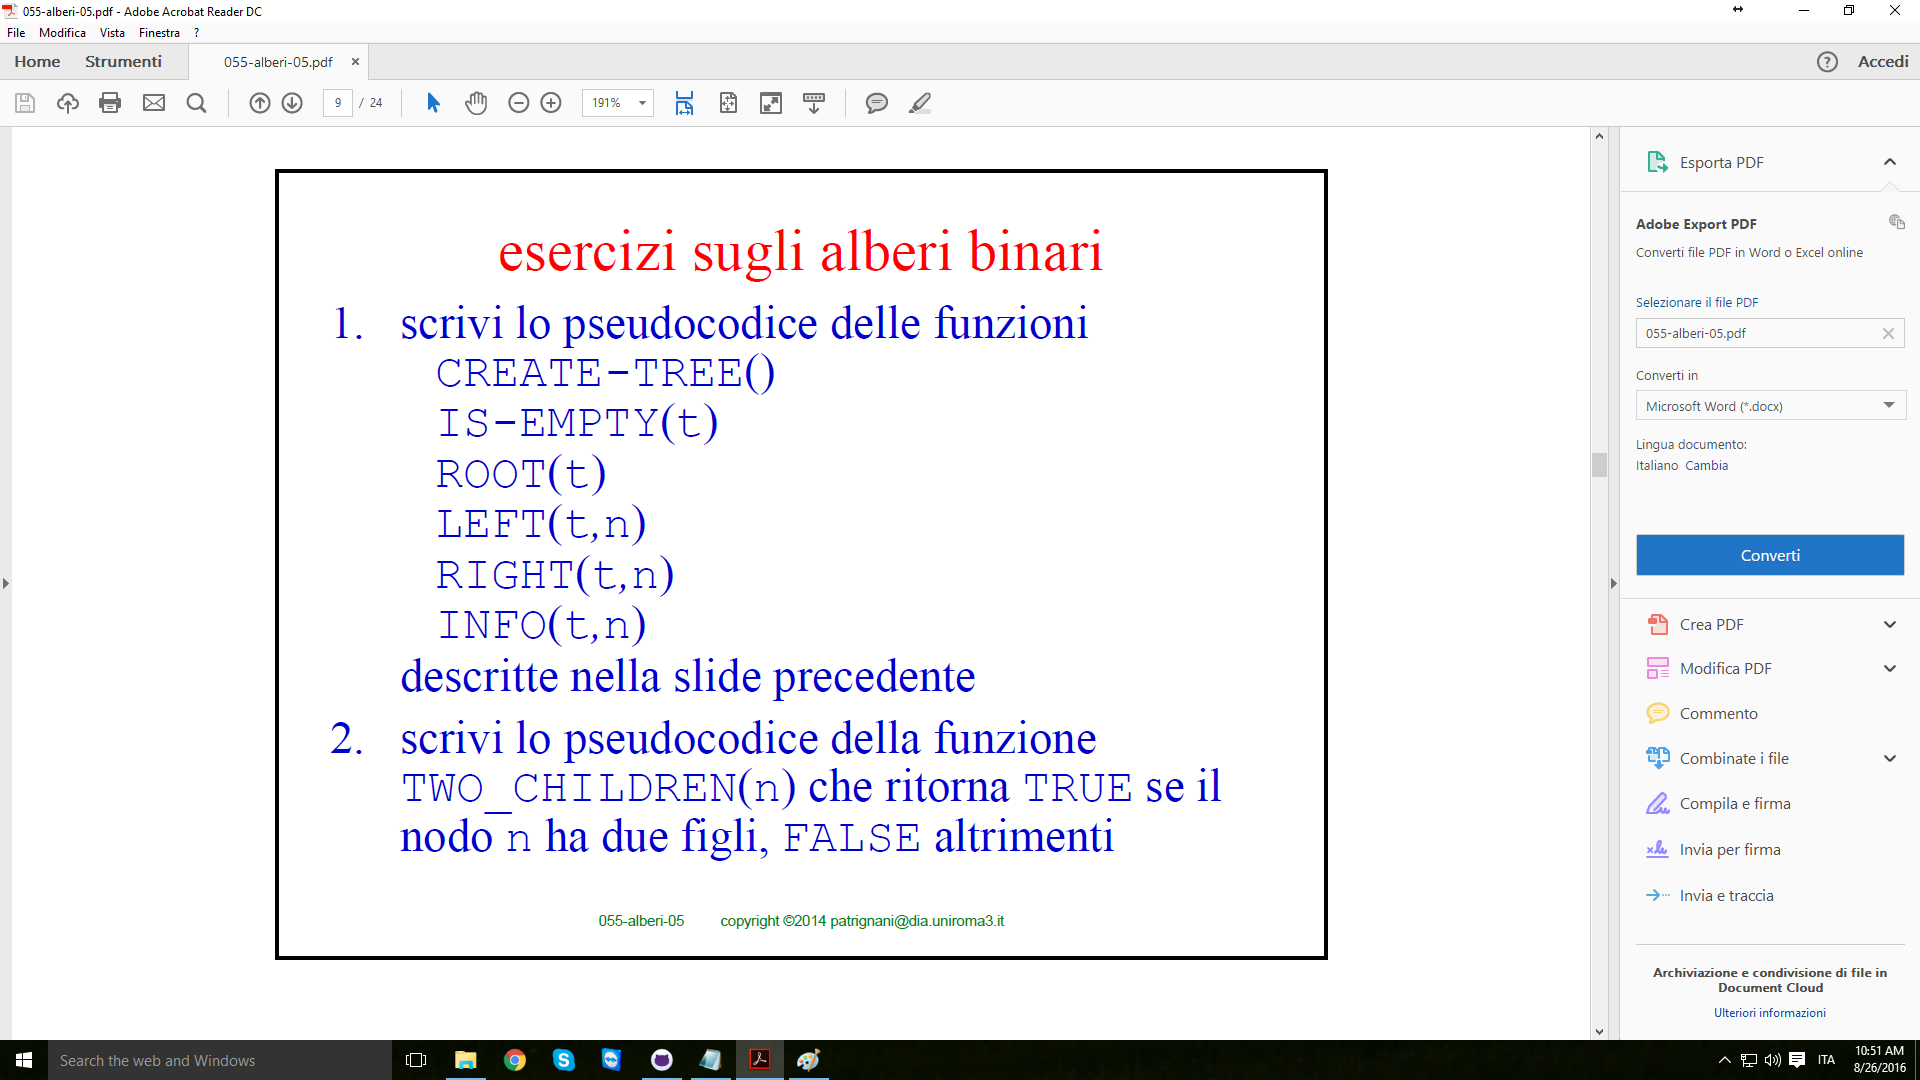 055-alberi-05.pdf - Adobe Acrobat Reader DC
File Modifica Vista Finestra ?
Home Strumenti 055-alberi-05.pdf × ? Accedi
9 / 24 191%
esercizi sugli alberi binari
1. scrivi lo pseudocodice delle funzioni
CREATE-TREE()
IS-EMPTY(t)
ROOT(t)
LEFT(t,n)
RIGHT(t,n)
INFO(t,n)
descritte nella slide precedente
2. scrivi lo pseudocodice della funzione
TWO_CHILDREN(n) che ritorna TRUE se il
nodo n ha due figli, FALSE altrimenti
055-alberi-05 copyright ©2014 patrignani@dia.uniroma3.it
Esporta PDF
Adobe Export PDF
Converti file PDF in Word o Excel online
Selezionare il file PDF
055-alberi-05.pdf
Converti in
Microsoft Word (*.docx)
Lingua documento:
Italiano Cambia
Converti
Crea PDF
Modifica PDF
Commento
Combinate i file
Compila e firma
Invia per firma
Invia e traccia
Archiviazione e condivisione di file in
Document Cloud
Ulteriori informazioni
Search the web and Windows
ITA
10:51 AM
8/26/2016